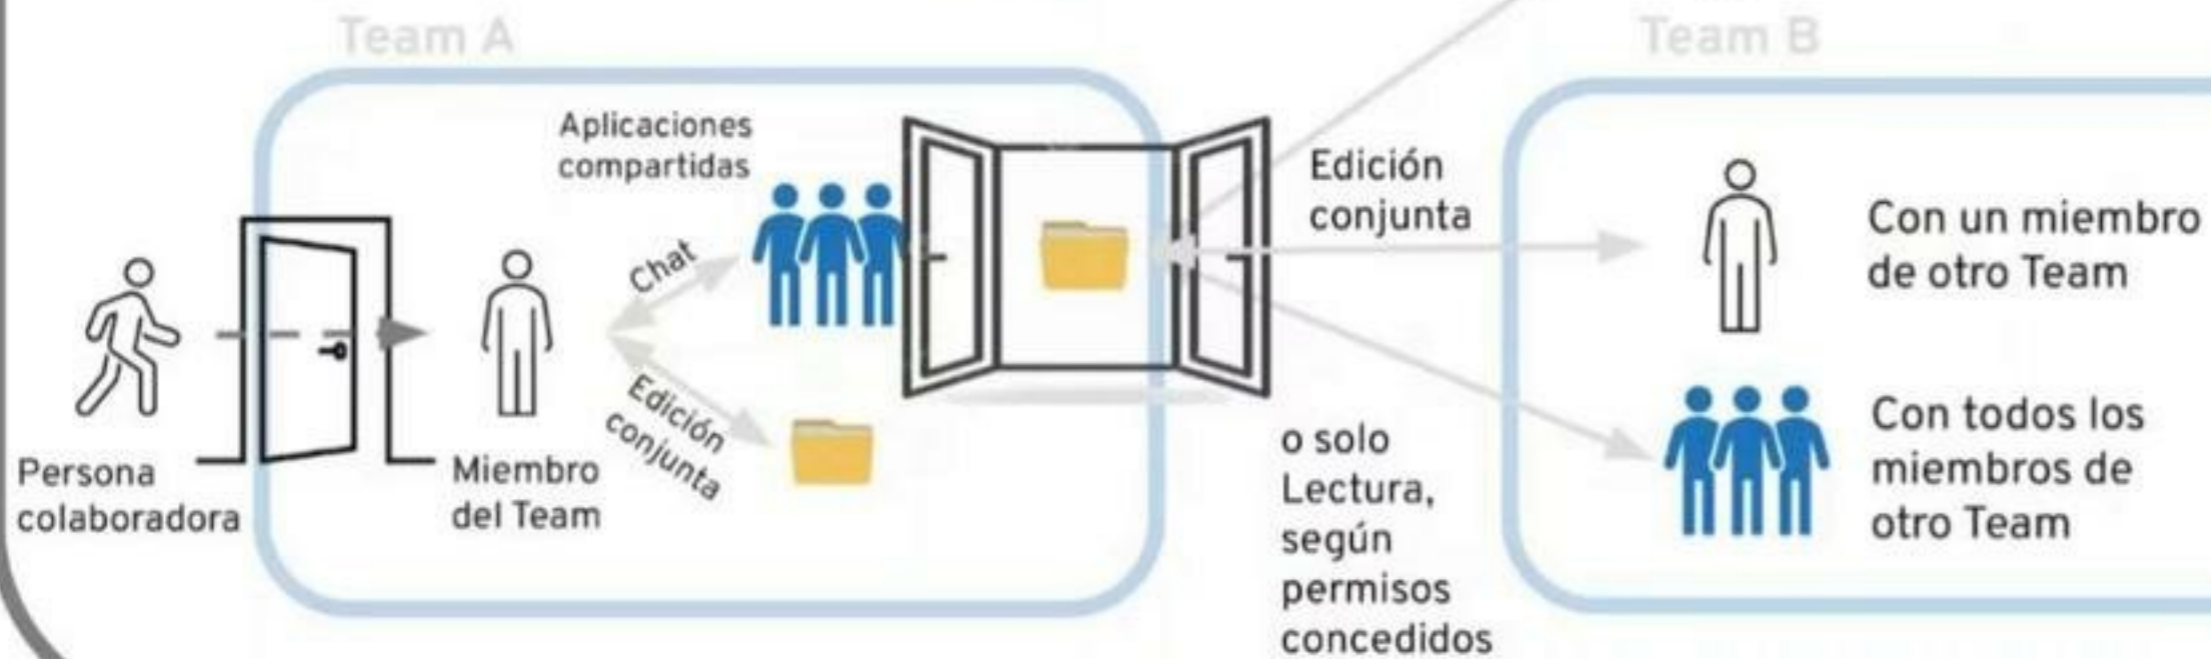 Team A
Team B
Aplicaciones
compartidas
Chat
Edición
conjunta
Persona
colaboradora
Miembro
del Team
Edición
conjunta
o solo
Lectura,
según
permisos
concedidos
Con un miembro
de otro Team
Con todos los
miembros de
otro Team